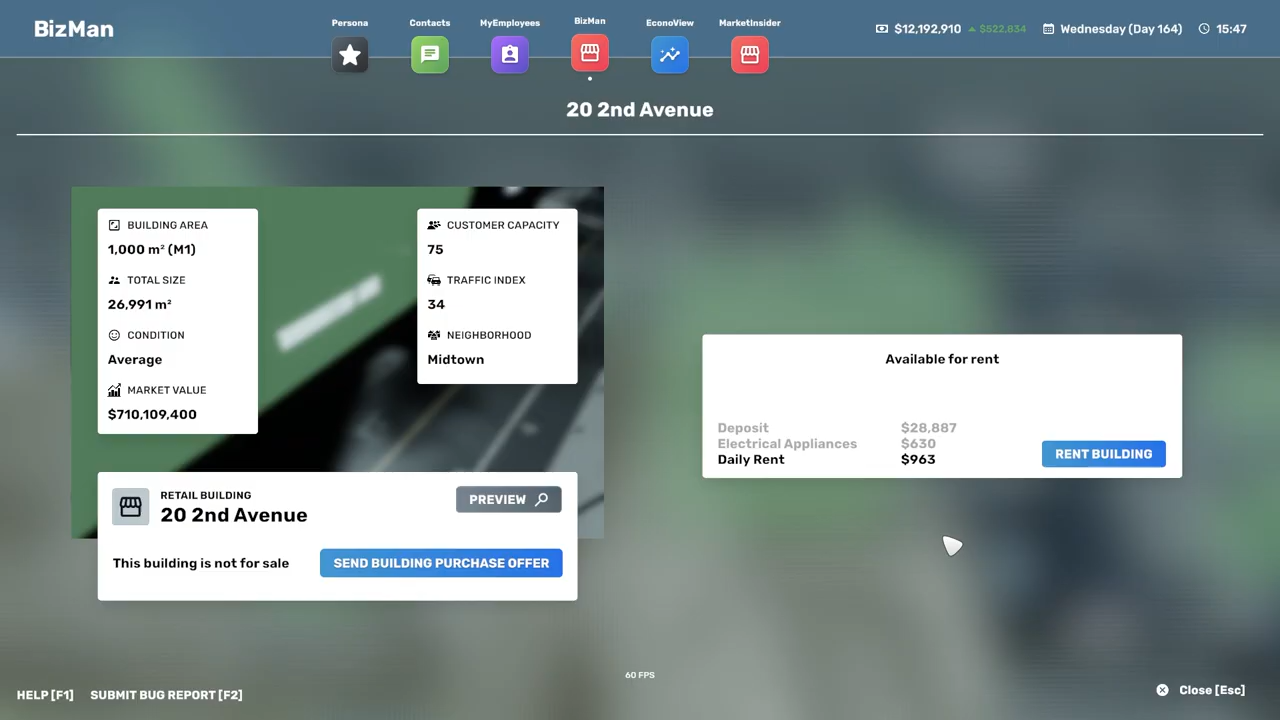 BizMan
Persona
Contacts
MyEmployees
BizMan
EconoView
MarketInsider
$12,192,910
$522,834
Wednesday (Day 164)
15:47
20 2nd Avenue
BUILDING AREA
1,000 m² (M1)
TOTAL SIZE
26,991 m²
CONDITION
Average
MARKET VALUE
$710,109,400
CUSTOMER CAPACITY
75
TRAFFIC INDEX
34
NEIGHBORHOOD
Midtown
RETAIL BUILDING
20 2nd Avenue
PREVIEW
This building is not for sale
SEND BUILDING PURCHASE OFFER
Available for rent
Deposit $28,887
Electrical Appliances $630
Daily Rent $963
RENT BUILDING
60 FPS
HELP [F1]
SUBMIT BUG REPORT [F2]
Close [Esc]